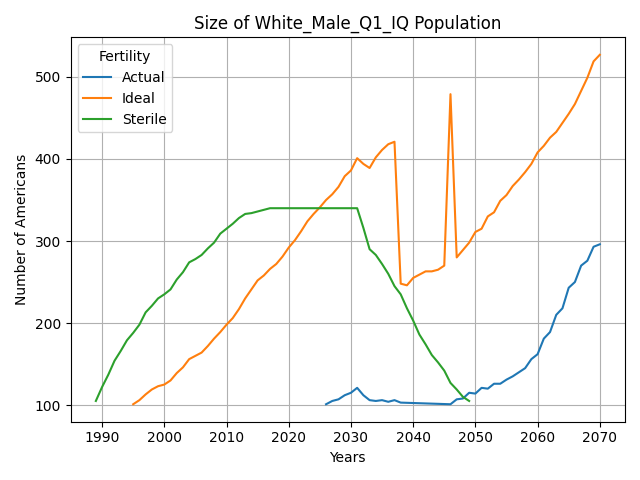 Size of White_Male_Q1_IQ Population
Fertility
Actual
Ideal
Sterile
Number of Americans
500
400
300
200
100
1990 2000 2010 2020 2030 2040 2050 2060 2070
Years